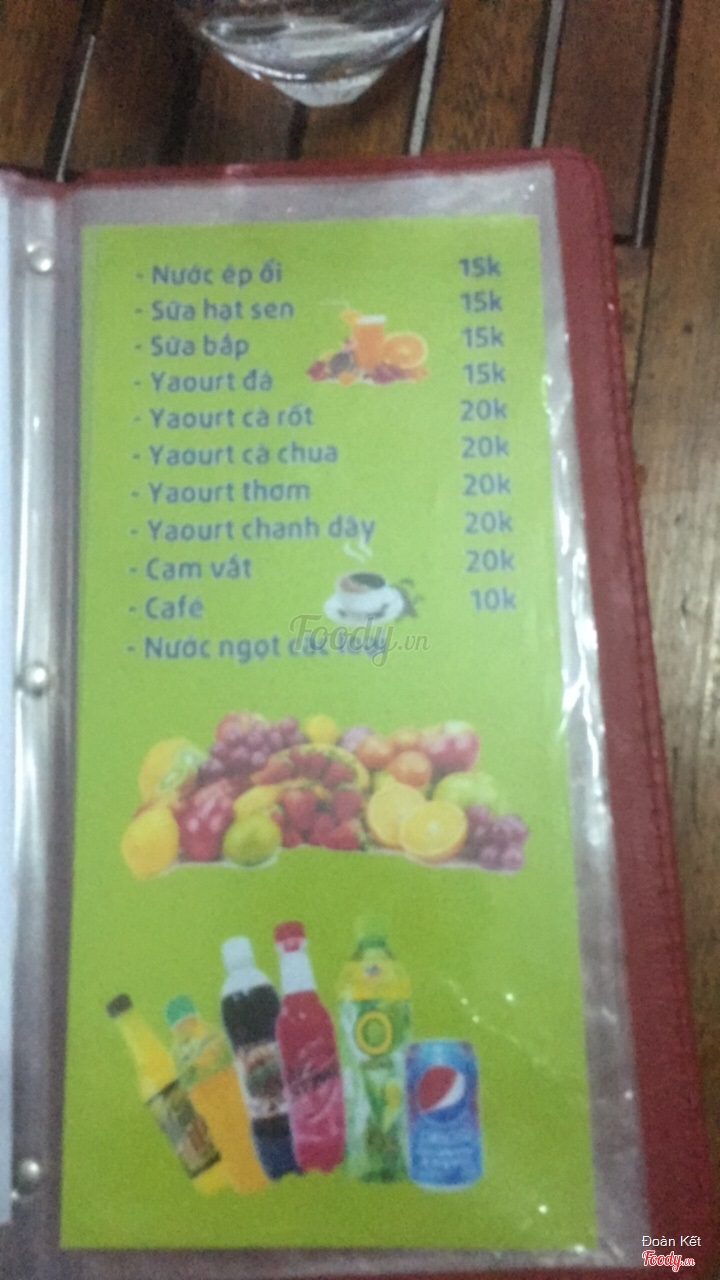 - Nước ép ổi 15k
- Sữa hạt sen 15k
- Sữa bắp 15k
- Yaourt đá 15k
- Yaourt cà rốt 20k
- Yaourt cà chua 20k
- Yaourt thơm 20k
- Yaourt chanh dây 20k
- Cam vắt 20k
- Café 10k
- Nước ngọt các loại
Foody.vn
Đoàn Kết
Foody.vn